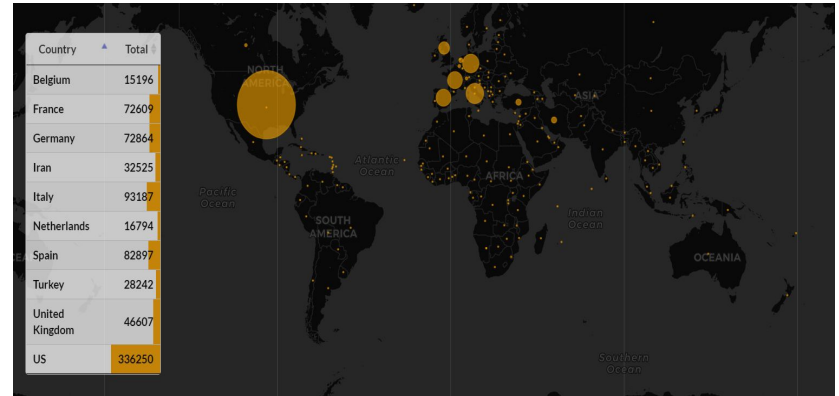 Country Total
Belgium 15196
France 72609
Germany 72864
Iran 32525
Italy 93187
Netherlands 16794
Spain 82897
Turkey 28242
United
Kingdom 46607
US 336250
NORTH
AMERICA
ASIA
Atlantic
Ocean
AFRICA
Pacific
Ocean
SOUTH
AMERICA
Indian
Ocean
OCEANIA
Southern
Ocean